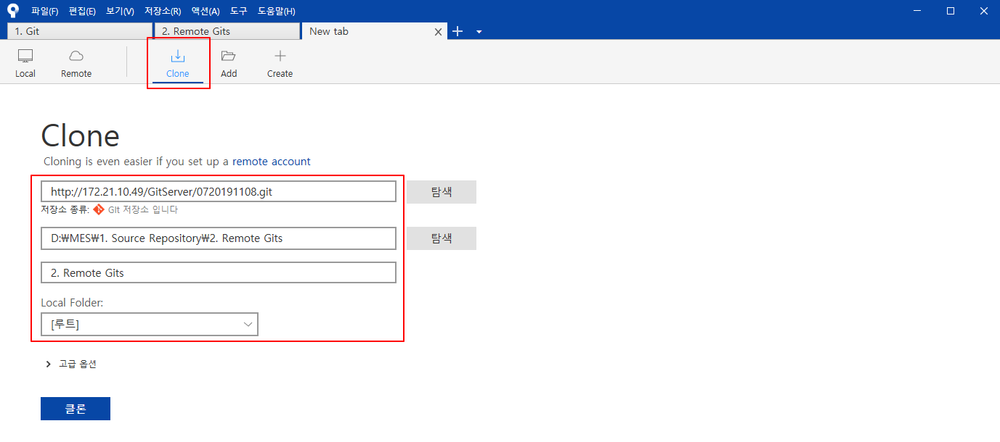 파일(F) 편집(E) 보기(V) 저장소(R) 액션(A) 도구 도움말(H)
1. Git 2. Remote Gits New tab
Local Remote Clone Add Create
Clone
Cloning is even easier if you set up a remote account
http://172.21.10.49/GitServer/0720191108.git 탐색
저장소 종류: Git 저장소 입니다
D:₩MES₩1. Source Repository₩2. Remote Gits 탐색
2. Remote Gits
Local Folder:
[루트]
고급 옵션
클론